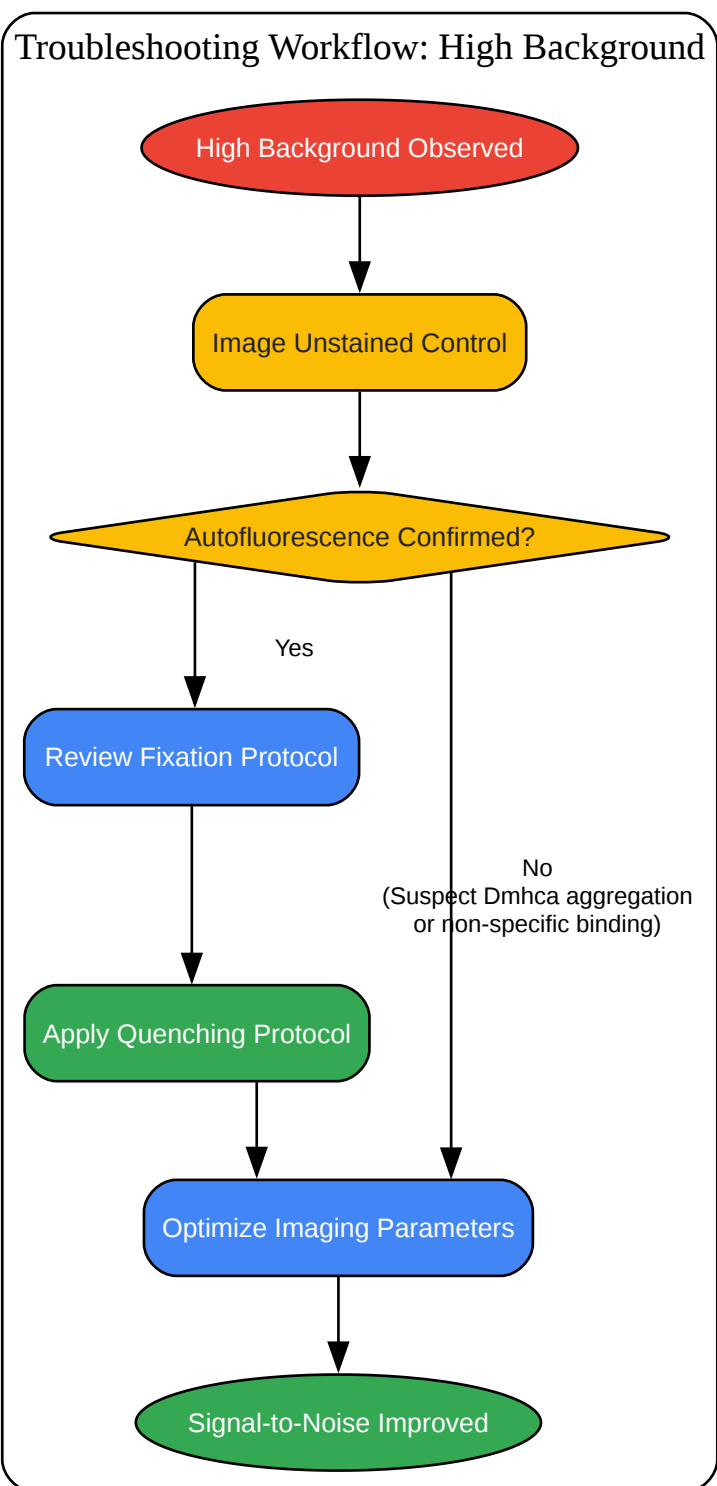 Troubleshooting Workflow: High Background
High Background Observed
Image Unstained Control
Autofluorescence Confirmed?
Yes
Review Fixation Protocol
No
(Suspect Dmhca aggregation
or non-specific binding)
Apply Quenching Protocol
Optimize Imaging Parameters
Signal-to-Noise Improved